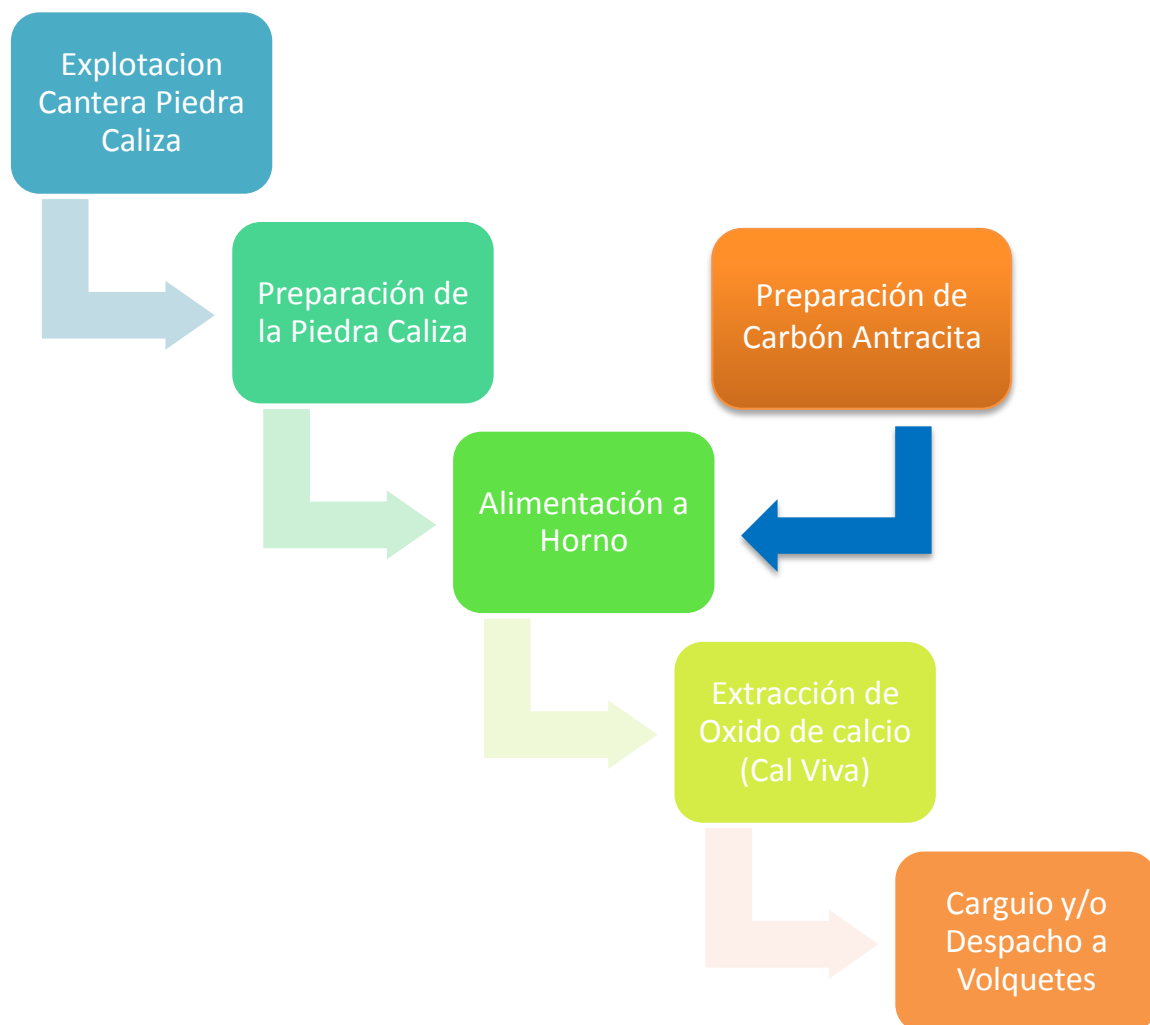 Explotacion
Cantera Piedra
Caliza
Preparación de
la Piedra Caliza
Preparación de
Carbón Antracita
Alimentación a
Horno
Extracción de
Oxido de calcio
(Cal Viva)
Carguio y/o
Despacho a
Volquetes